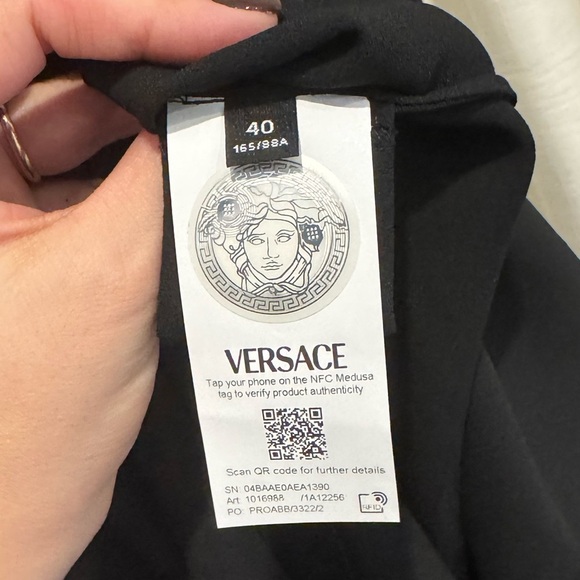 40
165/88A
VERSACE
Tap your phone on the NFC Medusa
tag to verify product authenticity
Scan QR code for further details
SN: 04BAAE0AEA1390
Art: 1016988 /1A12256
PO: PROABB/3322/2
RFID